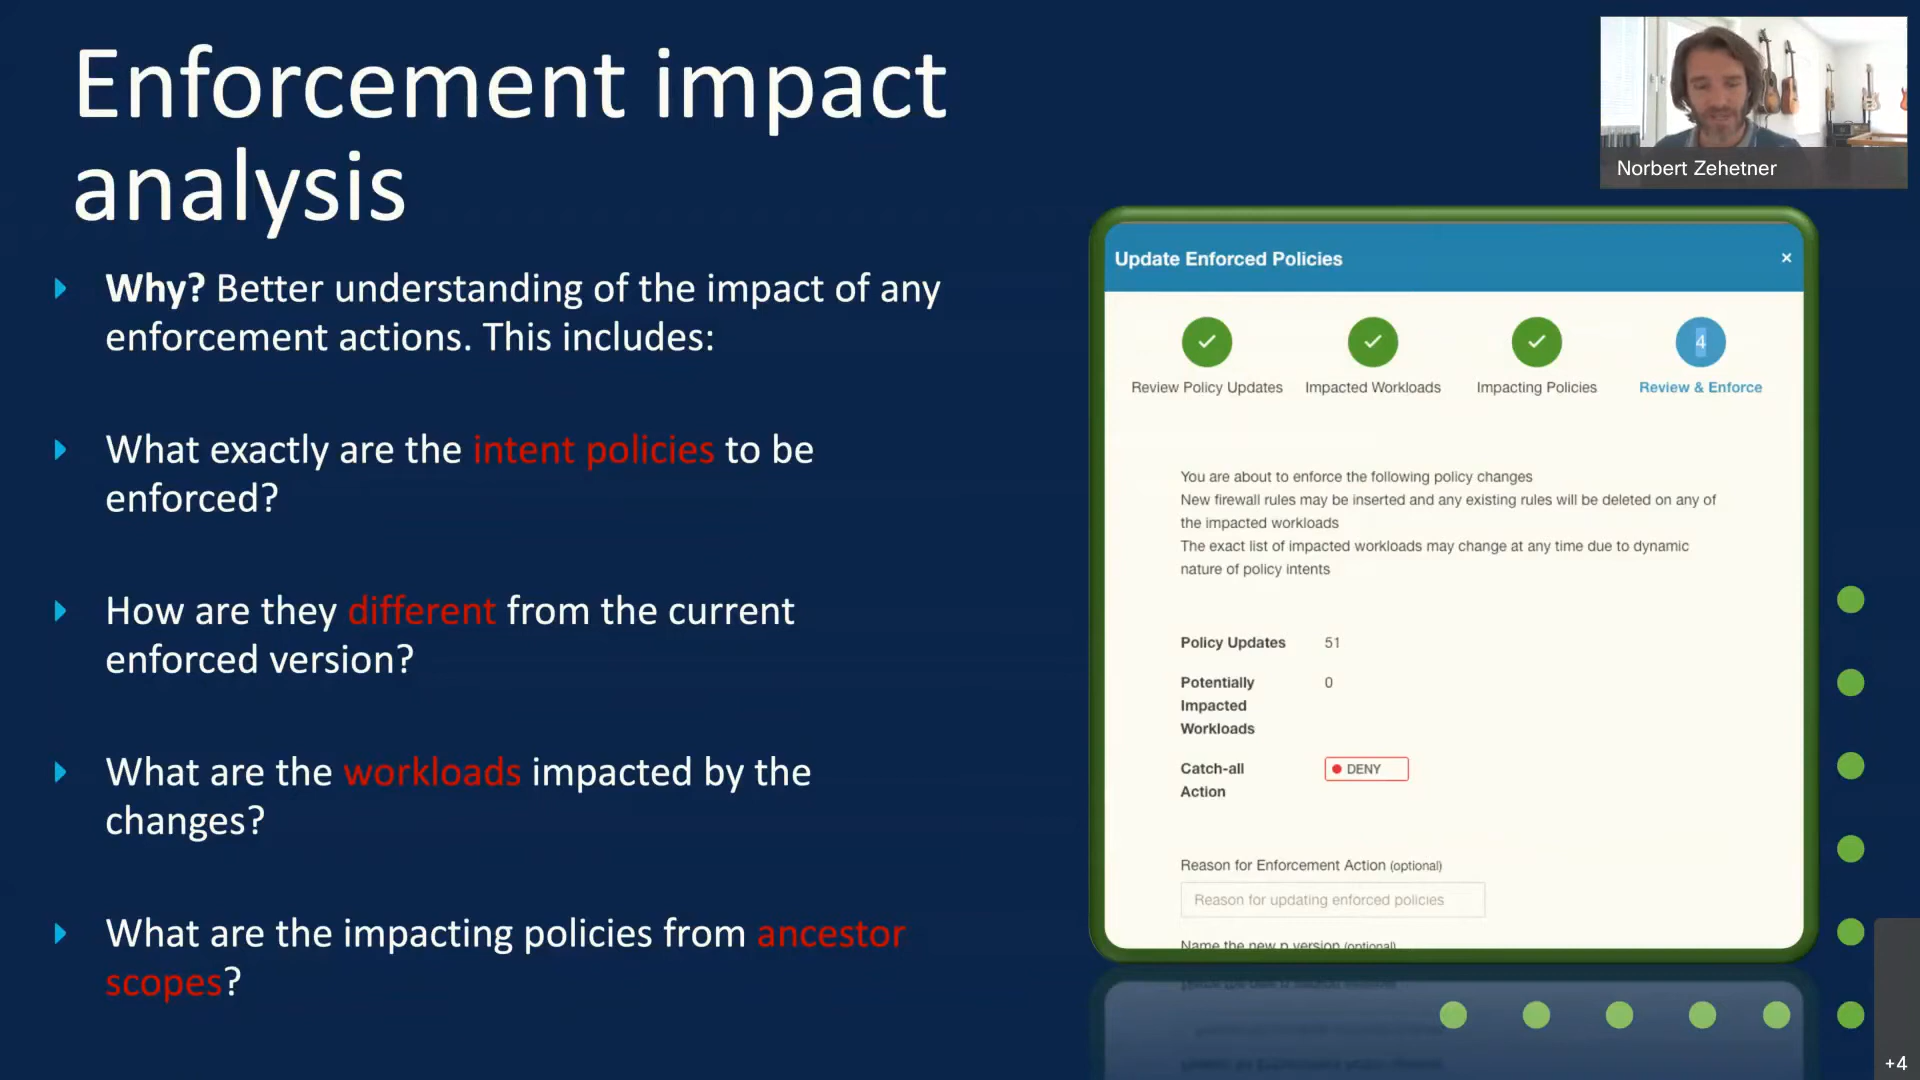 Enforcement impact
analysis
Why? Better understanding of the impact of any
enforcement actions. This includes:
What exactly are the intent policies to be
enforced?
How are they different from the current
enforced version?
What are the workloads impacted by the
changes?
What are the impacting policies from ancestor
scopes?
Norbert Zehetner
Update Enforced Policies ×
4
Review Policy Updates Impacted Workloads Impacting Policies Review & Enforce
You are about to enforce the following policy changes
New firewall rules may be inserted and any existing rules will be deleted on any of
the impacted workloads
The exact list of impacted workloads may change at any time due to dynamic
nature of policy intents
Policy Updates 51
Potentially 0
Impacted
Workloads
Catch-all DENY
Action
Reason for Enforcement Action (optional)
Reason for updating enforced policies
Name the new p version (optional)
+4